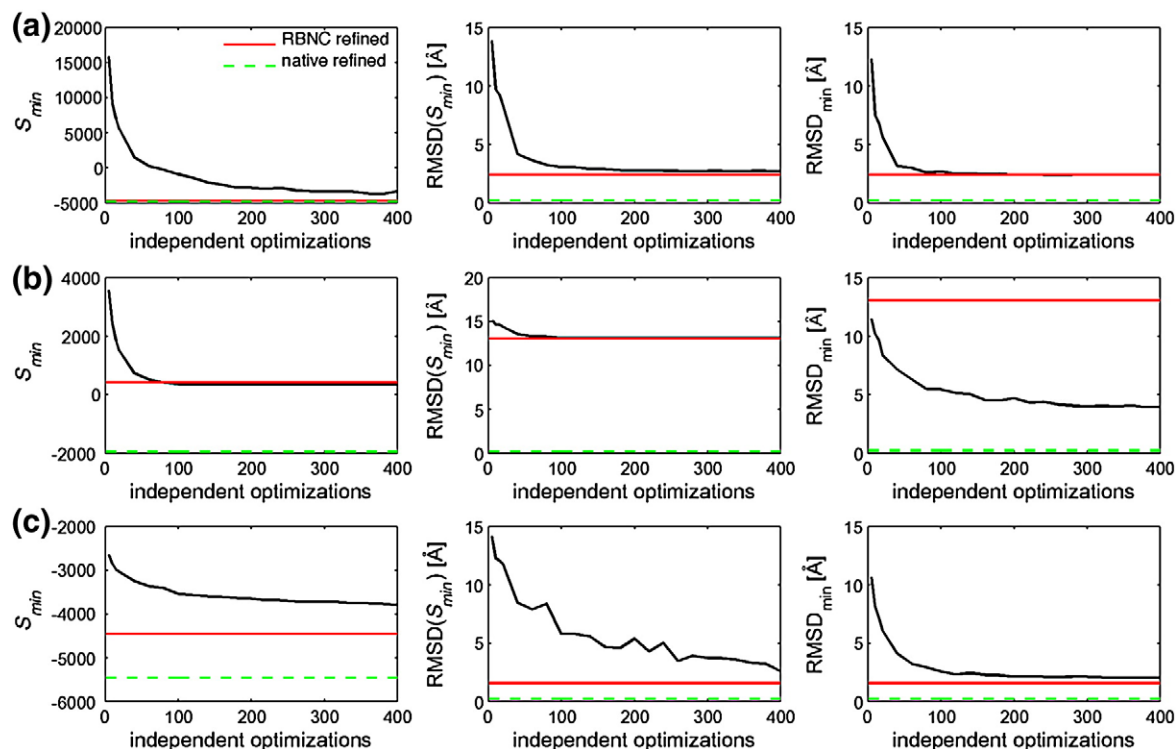 (a)
20000
15000
10000
5000
0
-5000
S_min
RBNC refined
native refined
0 100 200 300 400
independent optimizations
15
10
5
0
RMSD(S_min) [Å]
0 100 200 300 400
independent optimizations
15
10
5
0
RMSD_min [Å]
0 100 200 300 400
independent optimizations
(b)
4000
2000
0
-2000
S_min
0 100 200 300 400
independent optimizations
20
15
10
5
0
RMSD(S_min) [Å]
0 100 200 300 400
independent optimizations
15
10
5
0
RMSD_min [Å]
0 100 200 300 400
independent optimizations
(c)
-2000
-3000
-4000
-5000
-6000
S_min
0 100 200 300 400
independent optimizations
15
10
5
0
RMSD(S_min) [Å]
0 100 200 300 400
independent optimizations
15
10
5
0
RMSD_min [Å]
0 100 200 300 400
independent optimizations